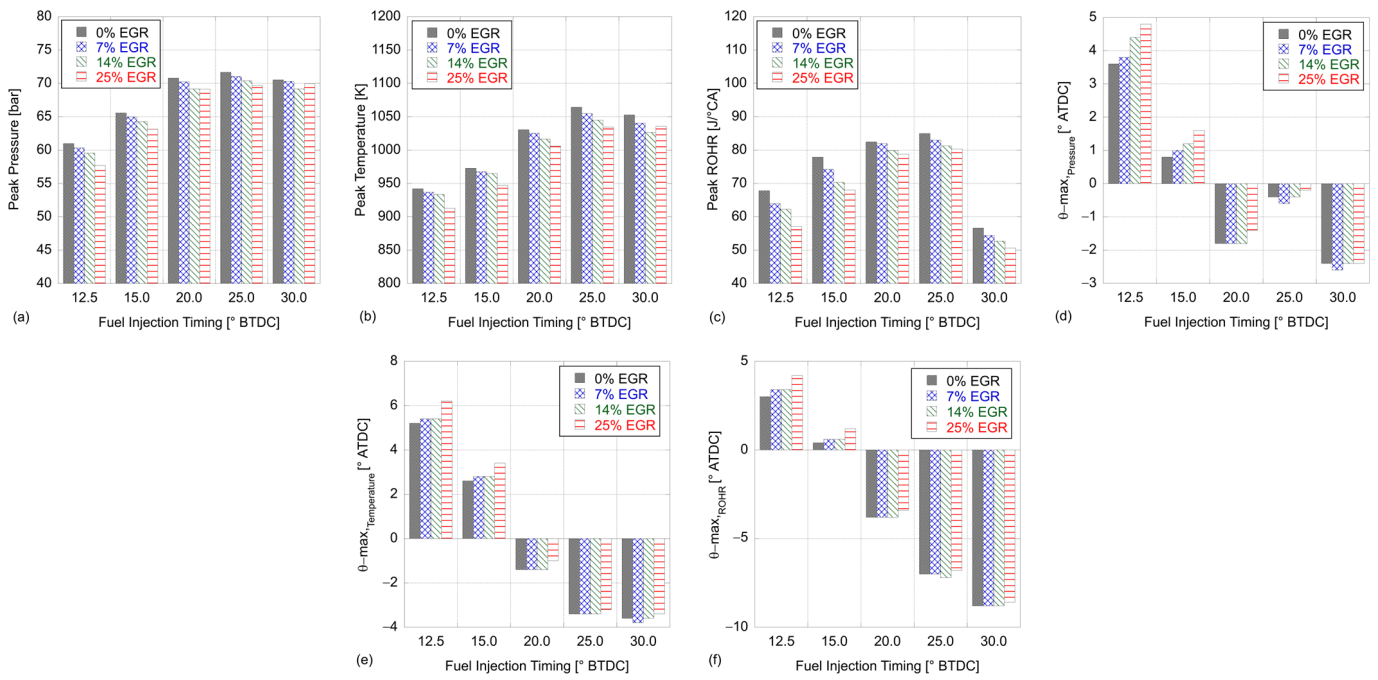 80
75
70
65
60
55
50
45
40
0% EGR
7% EGR
14% EGR
25% EGR
Peak Pressure [bar]
12.5 15.0 20.0 25.0 30.0
(a)
Fuel Injection Timing [° BTDC]
1200
1150
1100
1050
1000
950
900
850
800
0% EGR
7% EGR
14% EGR
25% EGR
Peak Temperature [K]
12.5 15.0 20.0 25.0 30.0
(b)
Fuel Injection Timing [° BTDC]
120
110
100
90
80
70
60
50
40
0% EGR
7% EGR
14% EGR
25% EGR
Peak ROHR [J/°CA]
12.5 15.0 20.0 25.0 30.0
(c)
Fuel Injection Timing [° BTDC]
5
4
3
2
1
0
−1
−2
−3
0% EGR
7% EGR
14% EGR
25% EGR
θ−max,Pressure [° ATDC]
12.5 15.0 20.0 25.0 30.0
(d)
Fuel Injection Timing [° BTDC]
8
6
4
2
0
−2
−4
0% EGR
7% EGR
14% EGR
25% EGR
θ−max,Temperature [° ATDC]
12.5 15.0 20.0 25.0 30.0
(e)
Fuel Injection Timing [° BTDC]
5
0
−5
−10
0% EGR
7% EGR
14% EGR
25% EGR
θ−max,ROHR [° ATDC]
12.5 15.0 20.0 25.0 30.0
(f)
Fuel Injection Timing [° BTDC]